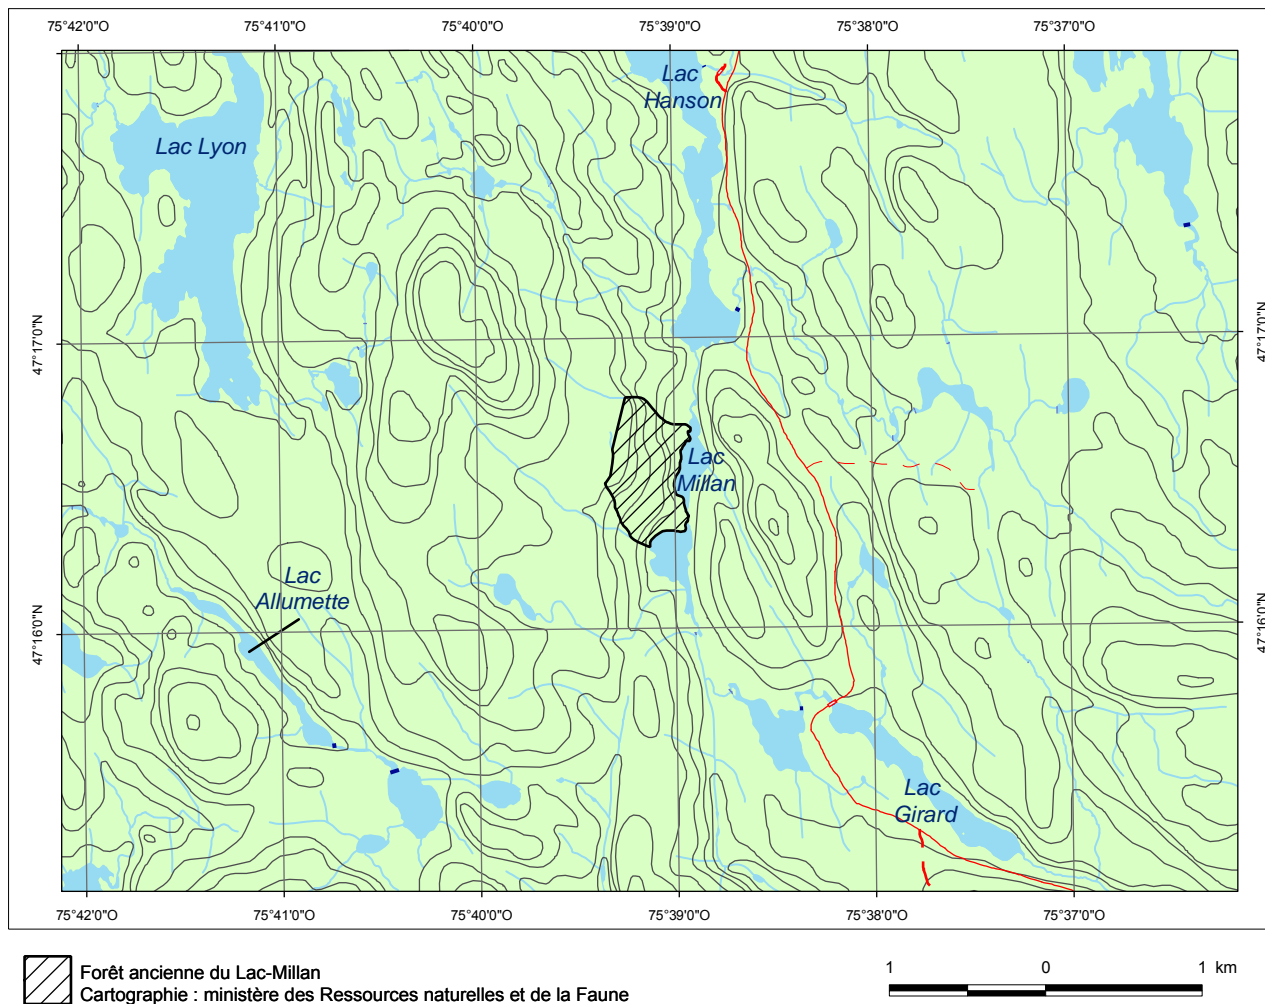 75°42'0"O 75°41'0"O 75°40'0"O 75°39'0"O 75°38'0"O 75°37'0"O
Lac
Hanson
Lac Lyon
47°17'0"N 47°17'0"N
Lac
Millan
Lac
Allumette
47°16'0"N 47°16'0"N
Lac
Girard
75°42'0"O 75°41'0"O 75°40'0"O 75°39'0"O 75°38'0"O 75°37'0"O
Forêt ancienne du Lac-Millan
Cartographie : ministère des Ressources naturelles et de la Faune
1 0 1 km